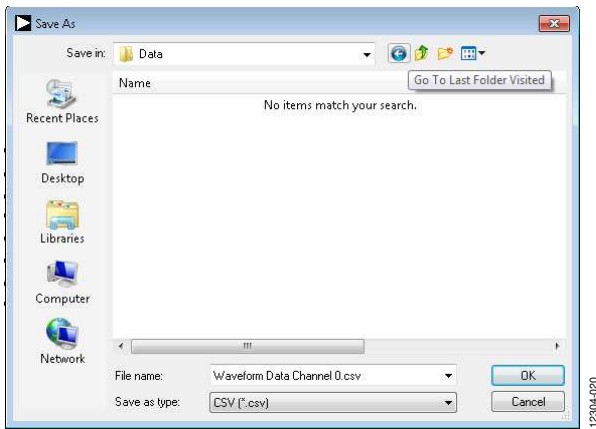 Save As
Save in:
Data
Go To Last Folder Visited
Name
No items match your search.
Recent Places
Desktop
Libraries
Computer
Network
File name:
Waveform Data Channel 0.csv
OK
Save as type:
CSV (*.csv)
Cancel
12304-020